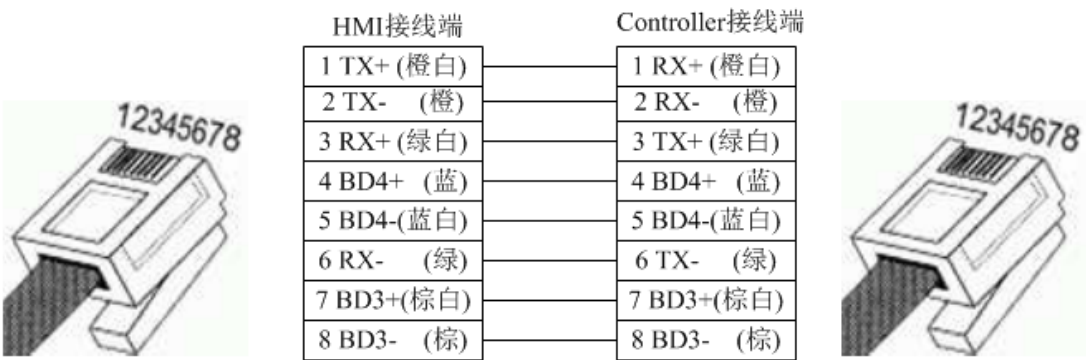 HMI接线端
Controller接线端
12345678
1 TX+ (橙白)
1 RX+ (橙白)
2 TX- (橙)
2 RX- (橙)
3 RX+ (绿白)
3 TX+ (绿白)
4 BD4+ (蓝)
4 BD4+ (蓝)
5 BD4-(蓝白)
5 BD4-(蓝白)
6 RX- (绿)
6 TX- (绿)
7 BD3+(棕白)
7 BD3+(棕白)
8 BD3- (棕)
8 BD3- (棕)
12345678